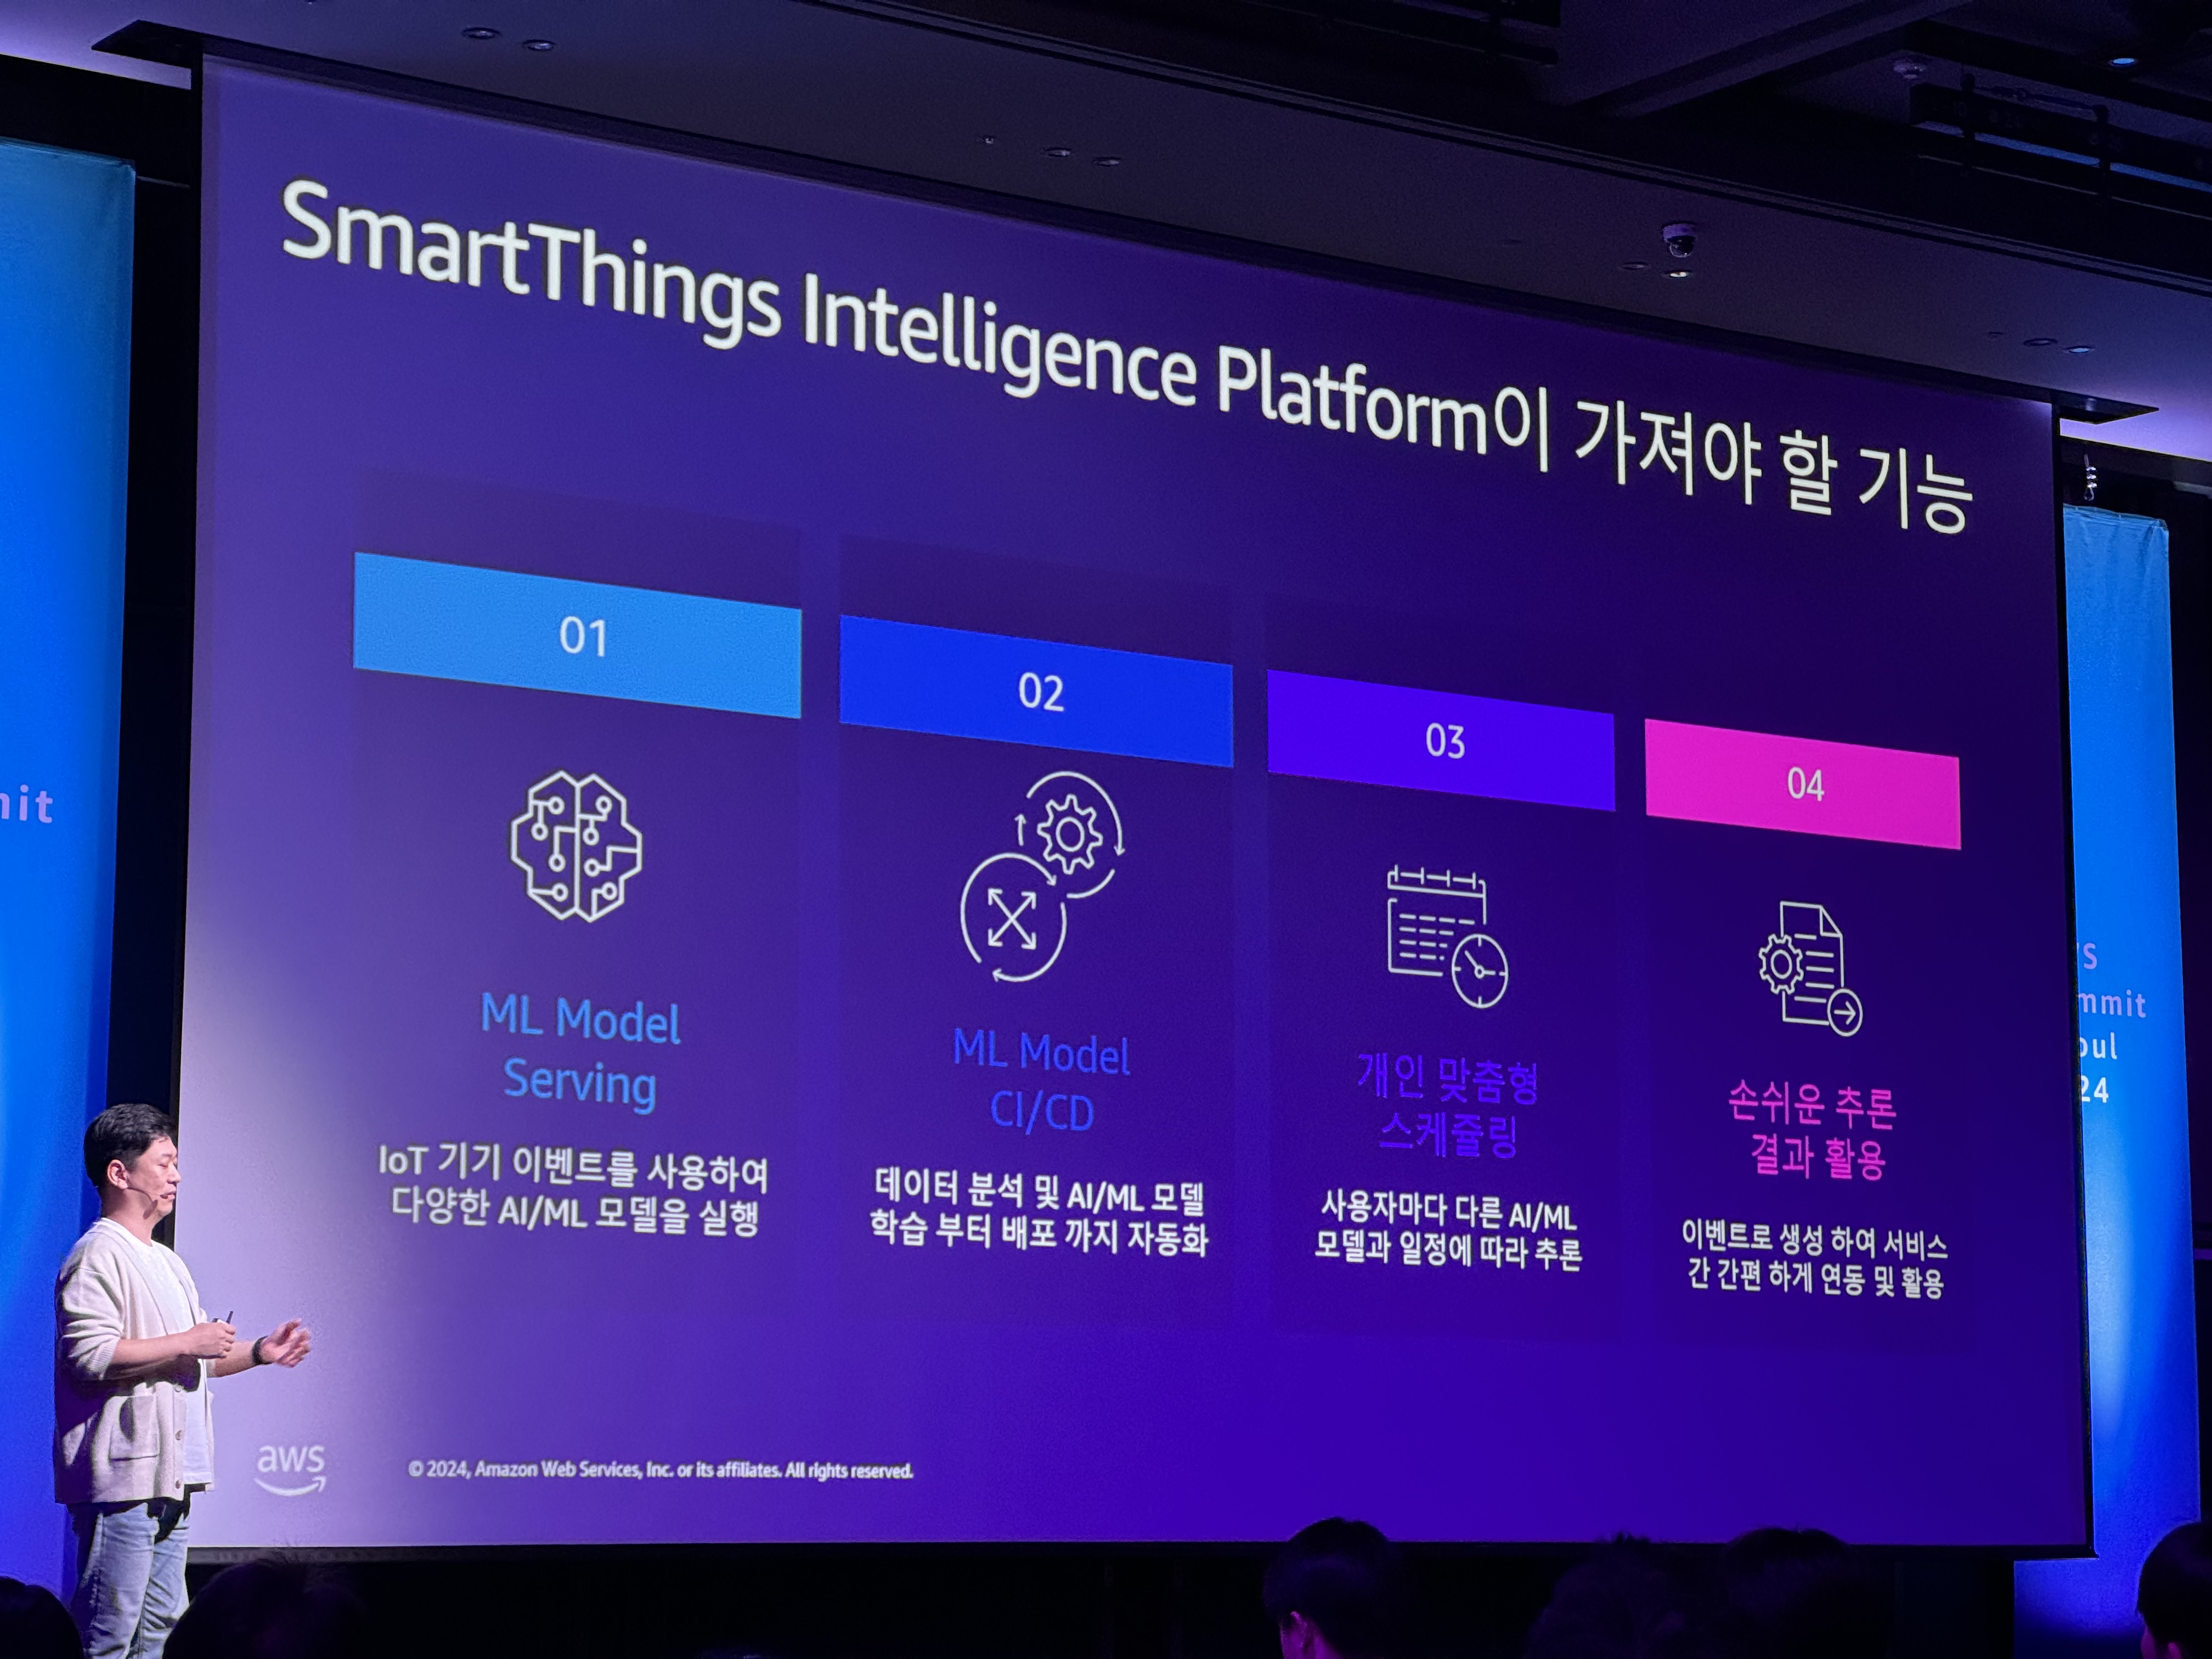 SmartThings Intelligence Platform이 가져야 할 기능
01
ML Model
Serving
IoT 기기 이벤트를 사용하여
다양한 AI/ML 모델을 실행
02
ML Model
CI/CD
데이터 분석 및 AI/ML 모델
학습 부터 배포 까지 자동화
03
개인 맞춤형
스케쥴링
사용자마다 다른 AI/ML
모델과 일정에 따라 추론
04
손쉬운 추론
결과 활용
이벤트로 생성 하여 서비스
간 간편 하게 연동 및 활용
aws
© 2024, Amazon Web Services, Inc. or its affiliates. All rights reserved.